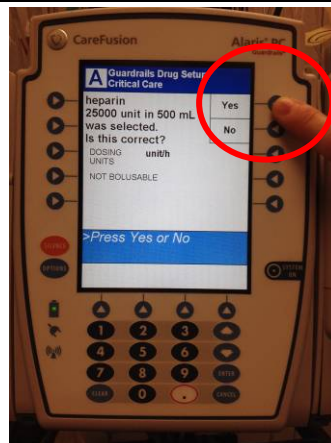 CareFusion
Alaris® PC
Guardrails®
A Guardrails Drug Setup
Critical Care
heparin
25000 unit in 500 mL
was selected.
Is this correct?
Yes
No
DOSING UNITS unit/h
NOT BOLUSABLE
>Press Yes or No
SILENCE
OPTIONS
SYSTEM ON
1 2 3
4 5 6
7 8 9 ENTER
CLEAR 0 . CANCEL